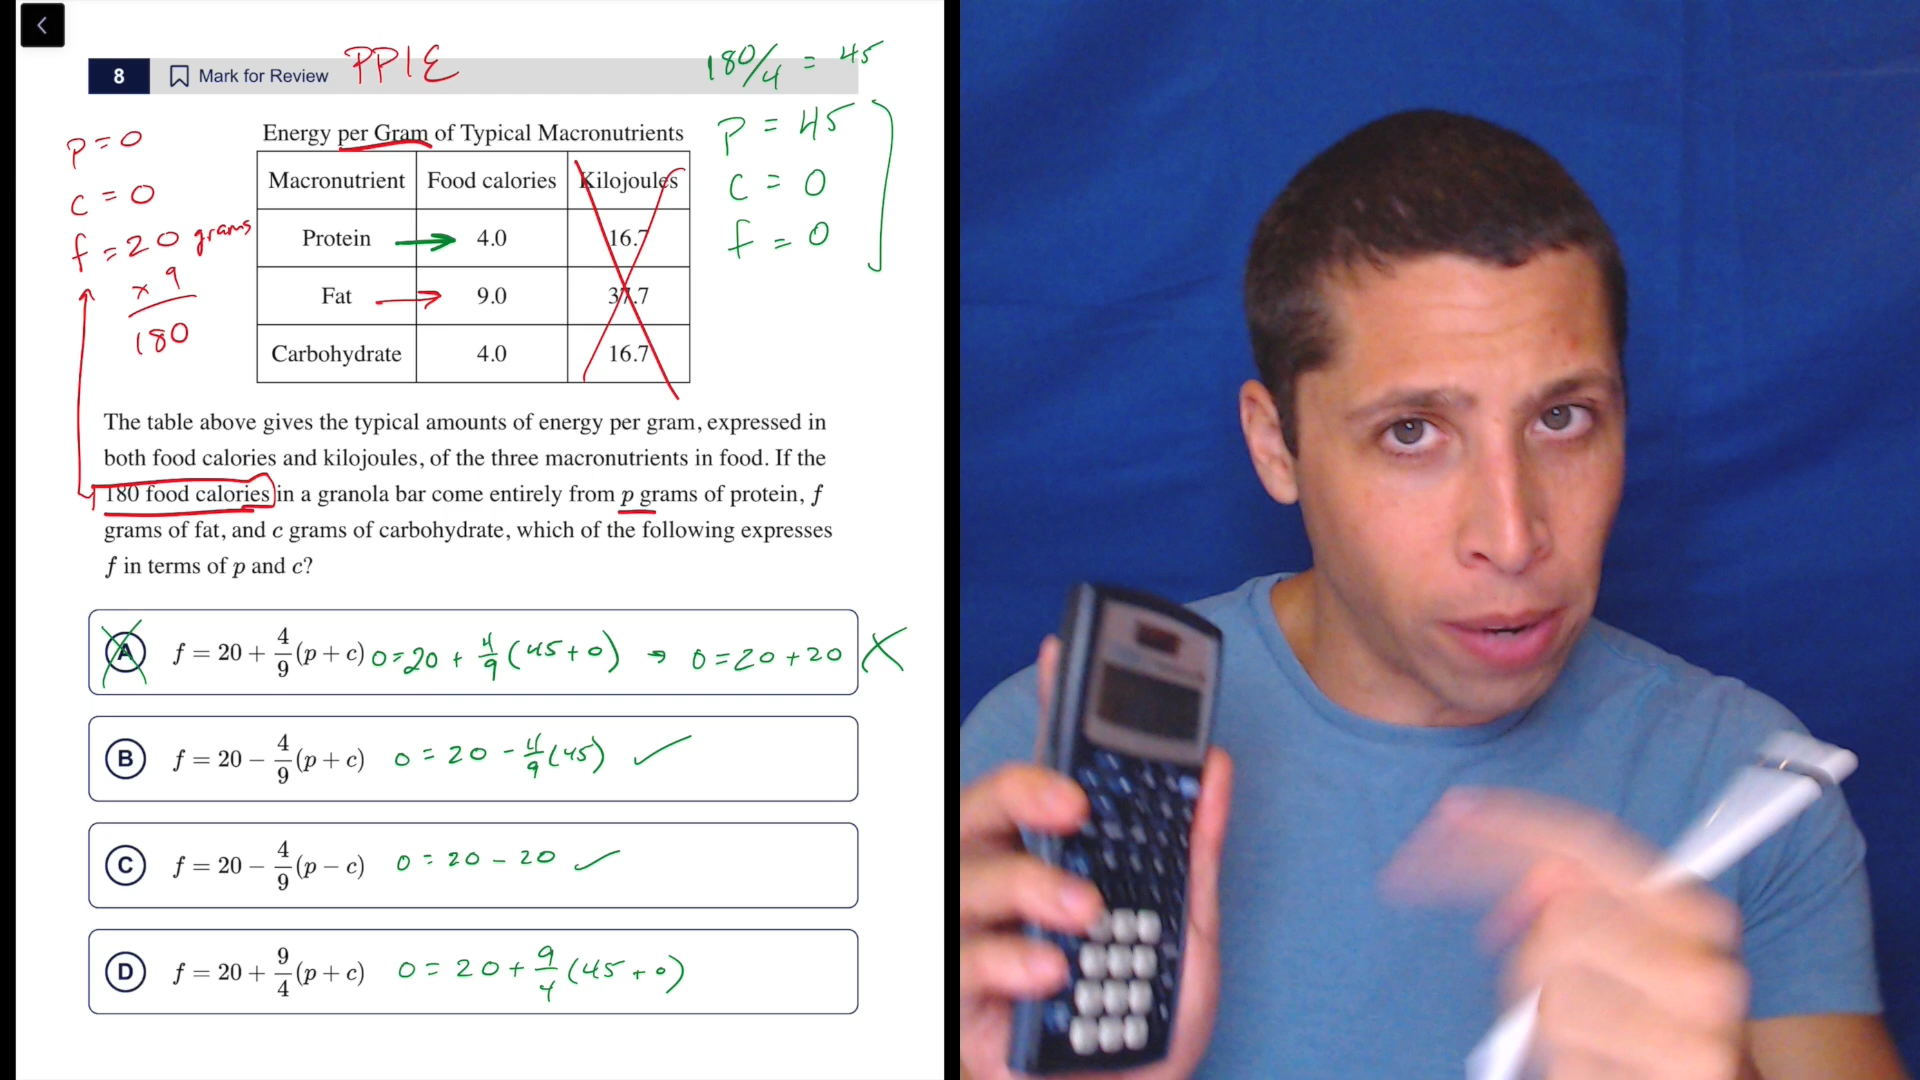 8 Mark for Review PP1E 180/4 = 45
p = 0
c = 0
f = 20 grams
x 9
180
Energy per Gram of Typical Macronutrients
Macronutrient Food calories Kilojoules
Protein 4.0 16.7
Fat 9.0 37.7
Carbohydrate 4.0 16.7
p = 45
c = 0
f = 0
The table above gives the typical amounts of energy per gram, expressed in
both food calories and kilojoules, of the three macronutrients in food. If the
180 food calories in a granola bar come entirely from p grams of protein, f
grams of fat, and c grams of carbohydrate, which of the following expresses
f in terms of p and c?
A f = 20 + 4/9 (p + c) 0 = 20 + 4/9 (45 + 0) → 0 = 20 + 20 X
B f = 20 − 4/9 (p + c) 0 = 20 - 4/9 (45) ✓
C f = 20 − 4/9 (p − c) 0 = 20 - 20 ✓
D f = 20 + 9/4 (p + c) 0 = 20 + 9/4 (45 + 0)